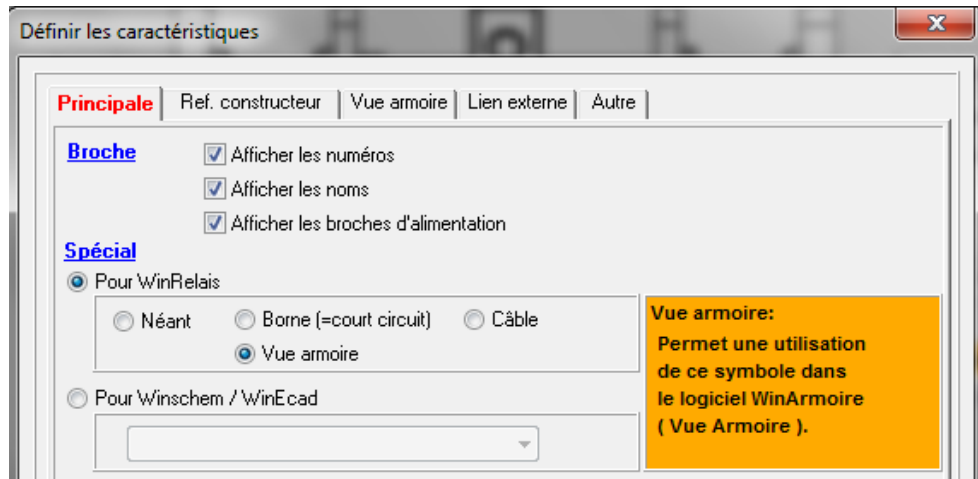 Définir les caractéristiques
Principale Ref. constructeur Vue armoire Lien externe Autre
Broche Afficher les numéros
Afficher les noms
Afficher les broches d'alimentation
Spécial
Pour WinRelais
Néant Borne (=court circuit) Câble
Vue armoire
Vue armoire:
Permet une utilisation
de ce symbole dans
le logiciel WinArmoire
( Vue Armoire ).
Pour Winschem / WinEcad